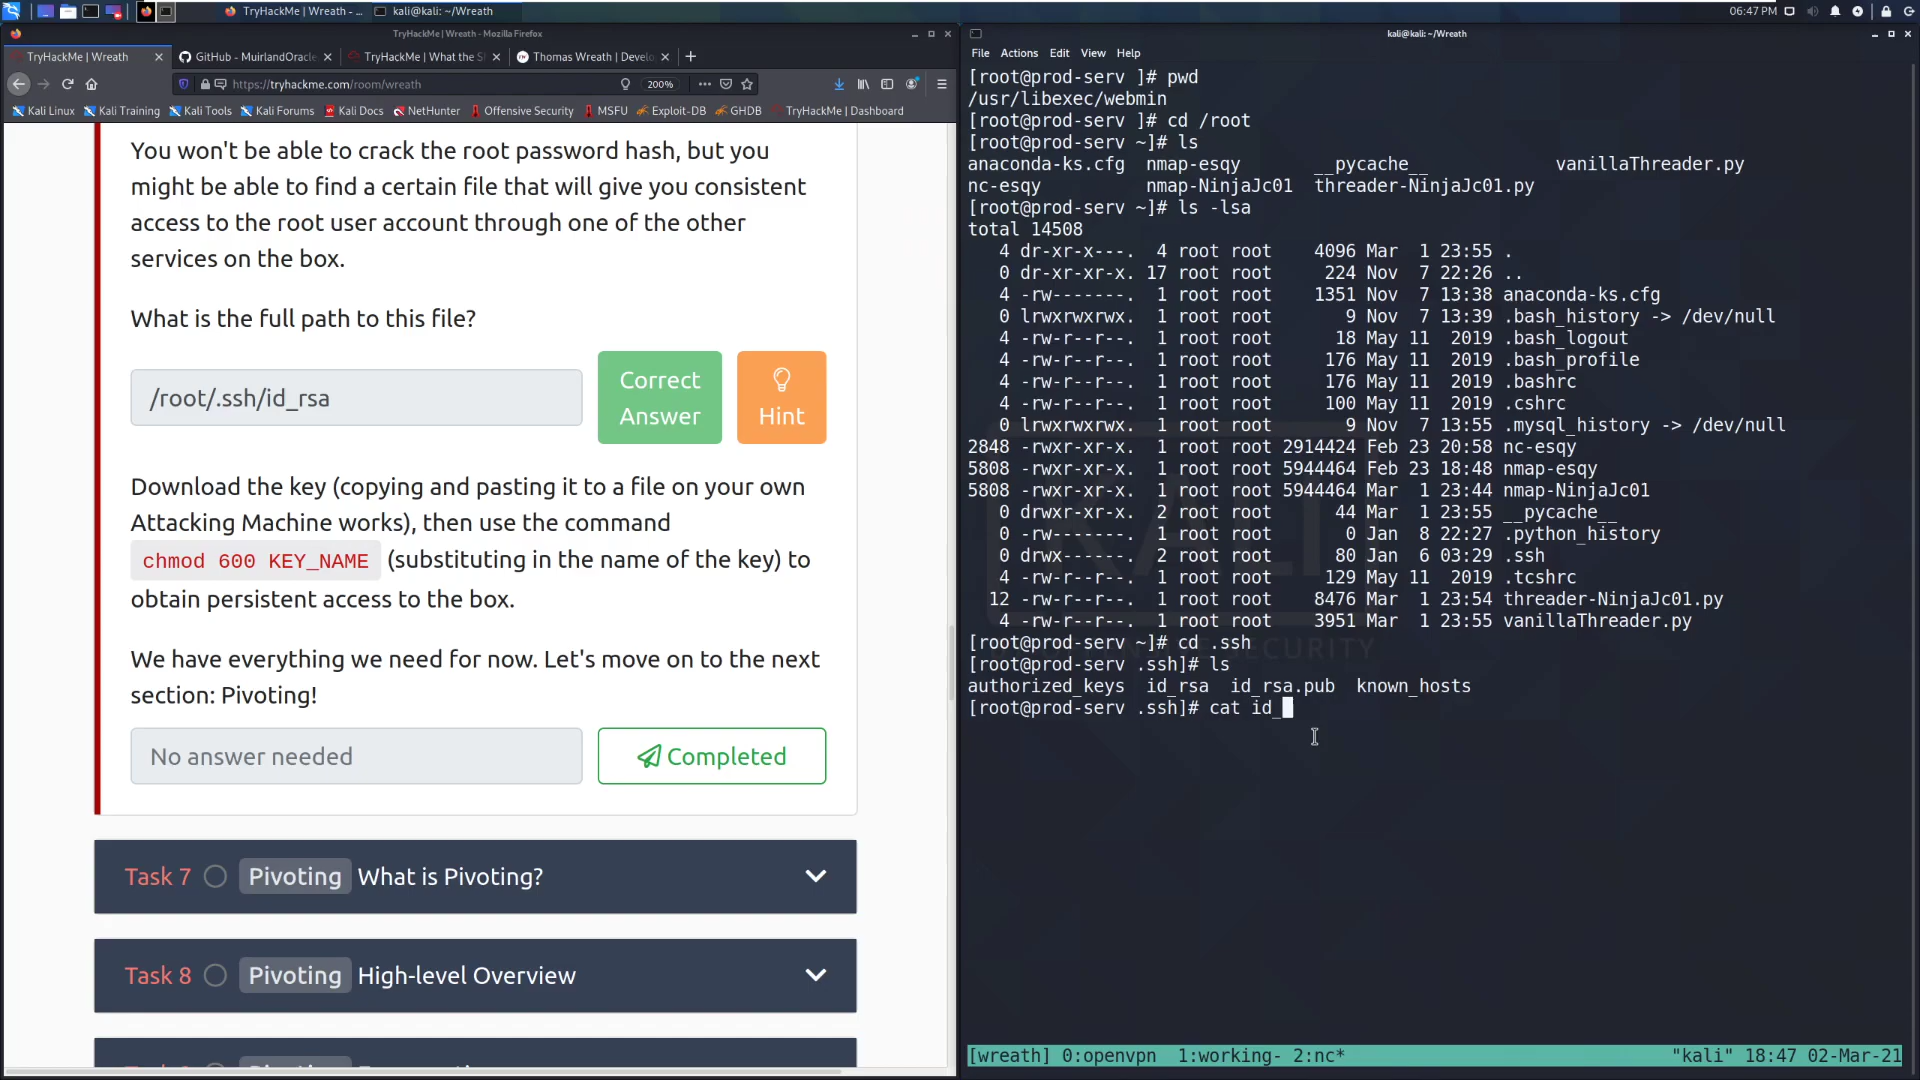 TryHackMe | Wreath - ...
kali@kali: ~/Wreath
06:47 PM
TryHackMe | Wreath - Mozilla Firefox
TryHackMe | Wreath
GitHub - MuirlandOracle
TryHackMe | What the S
Thomas Wreath | Develo
https://tryhackme.com/room/wreath
200%
Kali Linux
Kali Training
Kali Tools
Kali Forums
Kali Docs
NetHunter
Offensive Security
MSFU
Exploit-DB
GHDB
TryHackMe | Dashboard
You won't be able to crack the root password hash, but you
might be able to find a certain file that will give you consistent
access to the root user account through one of the other
services on the box.
What is the full path to this file?
/root/.ssh/id_rsa
Correct
Answer
Hint
Download the key (copying and pasting it to a file on your own
Attacking Machine works), then use the command
chmod 600 KEY_NAME (substituting in the name of the key) to
obtain persistent access to the box.
We have everything we need for now. Let's move on to the next
section: Pivoting!
No answer needed
Completed
Task 7 Pivoting What is Pivoting?
Task 8 Pivoting High-level Overview
kali@kali: ~/Wreath
File Actions Edit View Help
[root@prod-serv ]# pwd
/usr/libexec/webmin
[root@prod-serv ]# cd /root
[root@prod-serv ~]# ls
anaconda-ks.cfg nmap-esqy __pycache__ vanillaThreader.py
nc-esqy nmap-NinjaJc01 threader-NinjaJc01.py
[root@prod-serv ~]# ls -lsa
total 14508
4 dr-xr-x---. 4 root root 4096 Mar 1 23:55 .
0 dr-xr-xr-x. 17 root root 224 Nov 7 22:26 ..
4 -rw-------. 1 root root 1351 Nov 7 13:38 anaconda-ks.cfg
0 lrwxrwxrwx. 1 root root 9 Nov 7 13:39 .bash_history -> /dev/null
4 -rw-r--r--. 1 root root 18 May 11 2019 .bash_logout
4 -rw-r--r--. 1 root root 176 May 11 2019 .bash_profile
4 -rw-r--r--. 1 root root 176 May 11 2019 .bashrc
4 -rw-r--r--. 1 root root 100 May 11 2019 .cshrc
0 lrwxrwxrwx. 1 root root 9 Nov 7 13:55 .mysql_history -> /dev/null
2848 -rwxr-xr-x. 1 root root 2914424 Feb 23 20:58 nc-esqy
5808 -rwxr-xr-x. 1 root root 5944464 Feb 23 18:48 nmap-esqy
5808 -rwxr-xr-x. 1 root root 5944464 Mar 1 23:44 nmap-NinjaJc01
0 drwxr-xr-x. 2 root root 44 Mar 1 23:55 __pycache__
0 -rw-------. 1 root root 0 Jan 8 22:27 .python_history
0 drwx------. 2 root root 80 Jan 6 03:29 .ssh
4 -rw-r--r--. 1 root root 129 May 11 2019 .tcshrc
12 -rw-r--r--. 1 root root 8476 Mar 1 23:54 threader-NinjaJc01.py
4 -rw-r--r--. 1 root root 3951 Mar 1 23:55 vanillaThreader.py
[root@prod-serv ~]# cd .ssh
[root@prod-serv .ssh]# ls
authorized_keys id_rsa id_rsa.pub known_hosts
[root@prod-serv .ssh]# cat id_
[wreath] 0:openvpn 1:working- 2:nc* "kali" 18:47 02-Mar-21